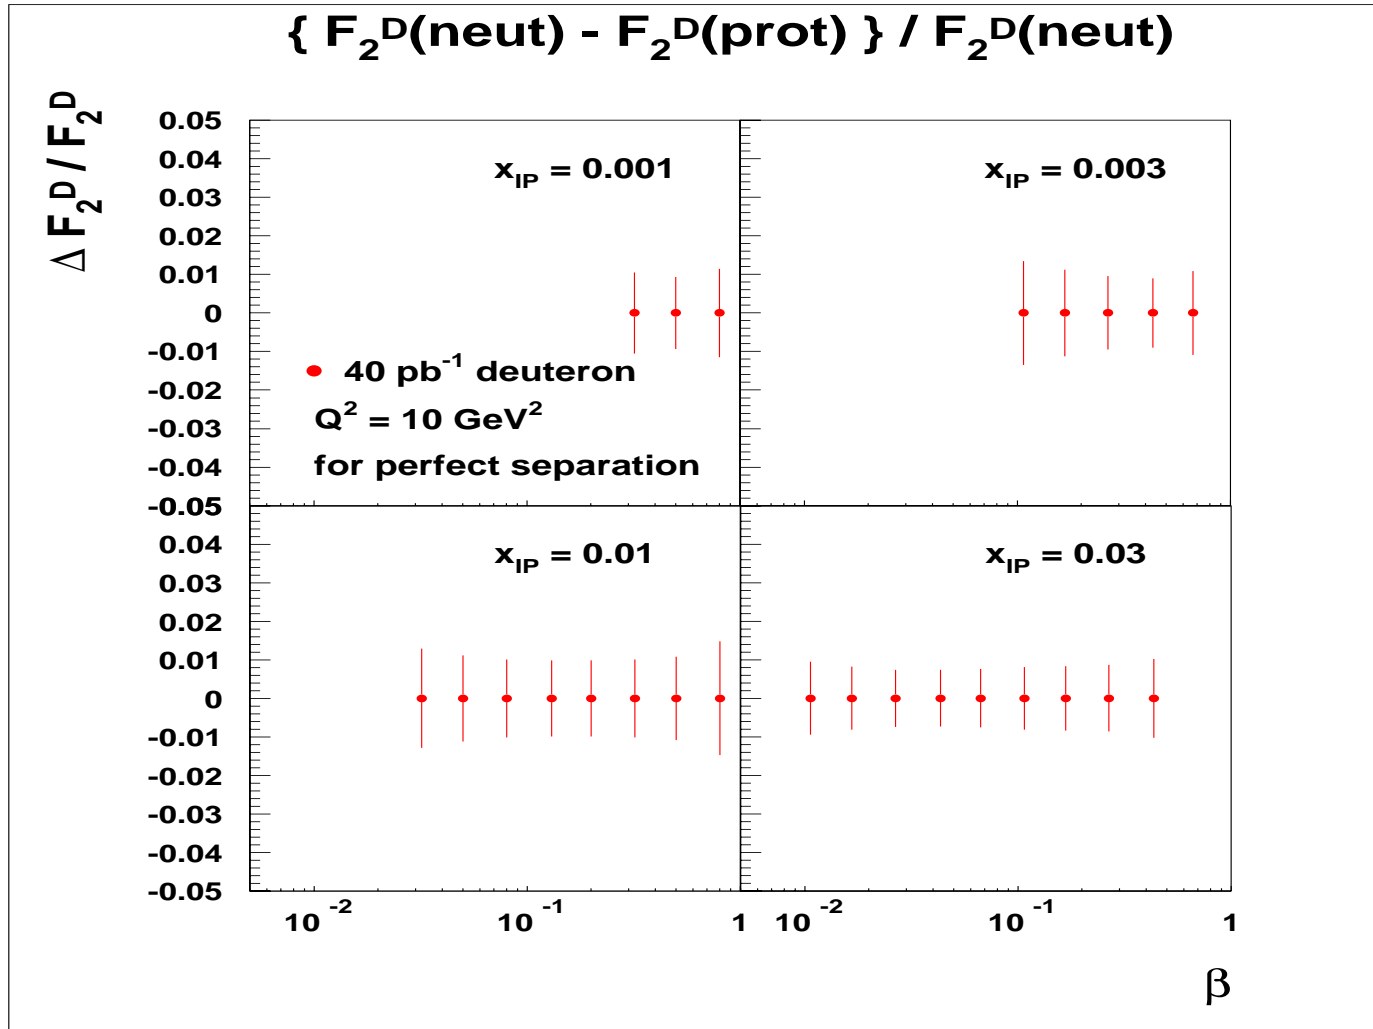 { F₂ᴰ(neut) - F₂ᴰ(prot) } / F₂ᴰ(neut)
Δ F₂ᴰ / F₂ᴰ
0.05
0.04
0.03
0.02
0.01
0
-0.01
-0.02
-0.03
-0.04
-0.05
x_IP = 0.001
40 pb⁻¹ deuteron
Q² = 10 GeV²
for perfect separation
x_IP = 0.003
0.04
0.03
0.02
0.01
0
-0.01
-0.02
-0.03
-0.04
-0.05
x_IP = 0.01
x_IP = 0.03
10⁻² 10⁻¹ 1 10⁻² 10⁻¹ 1
β